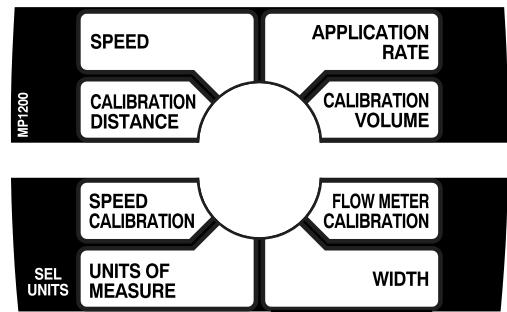 SPEED
APPLICATION
RATE
MP1200
CALIBRATION
DISTANCE
CALIBRATION
VOLUME
SPEED
CALIBRATION
FLOW METER
CALIBRATION
SEL
UNITS
UNITS OF
MEASURE
WIDTH